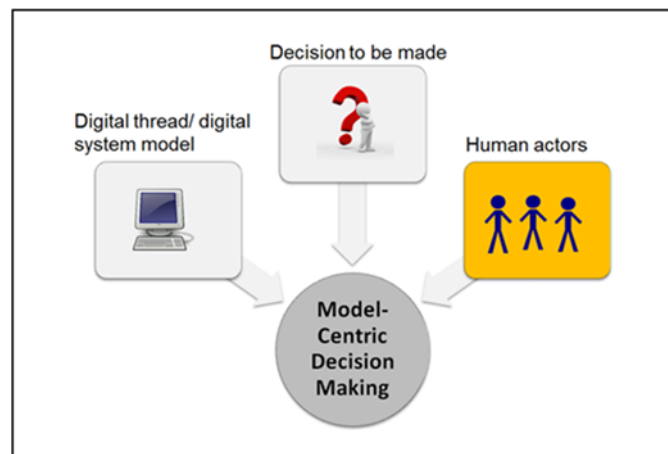 Decision to be made
Digital thread/ digital
system model
Human actors
Model-
Centric
Decision
Making